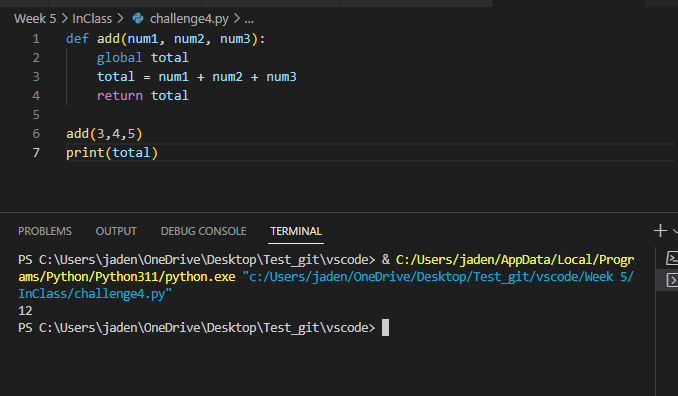 Week 5 > InClass > challenge4.py > ...
1 def add(num1, num2, num3):
2     global total
3     total = num1 + num2 + num3
4     return total
5
6 add(3,4,5)
7 print(total)
PROBLEMS OUTPUT DEBUG CONSOLE TERMINAL
PS C:\Users\jaden\OneDrive\Desktop\Test_git\vscode> & C:/Users/jaden/AppData/Local/Progr
ams/Python/Python311/python.exe "c:/Users/jaden/OneDrive/Desktop/Test_git/vscode/Week 5/
InClass/challenge4.py"
12
PS C:\Users\jaden\OneDrive\Desktop\Test_git\vscode>